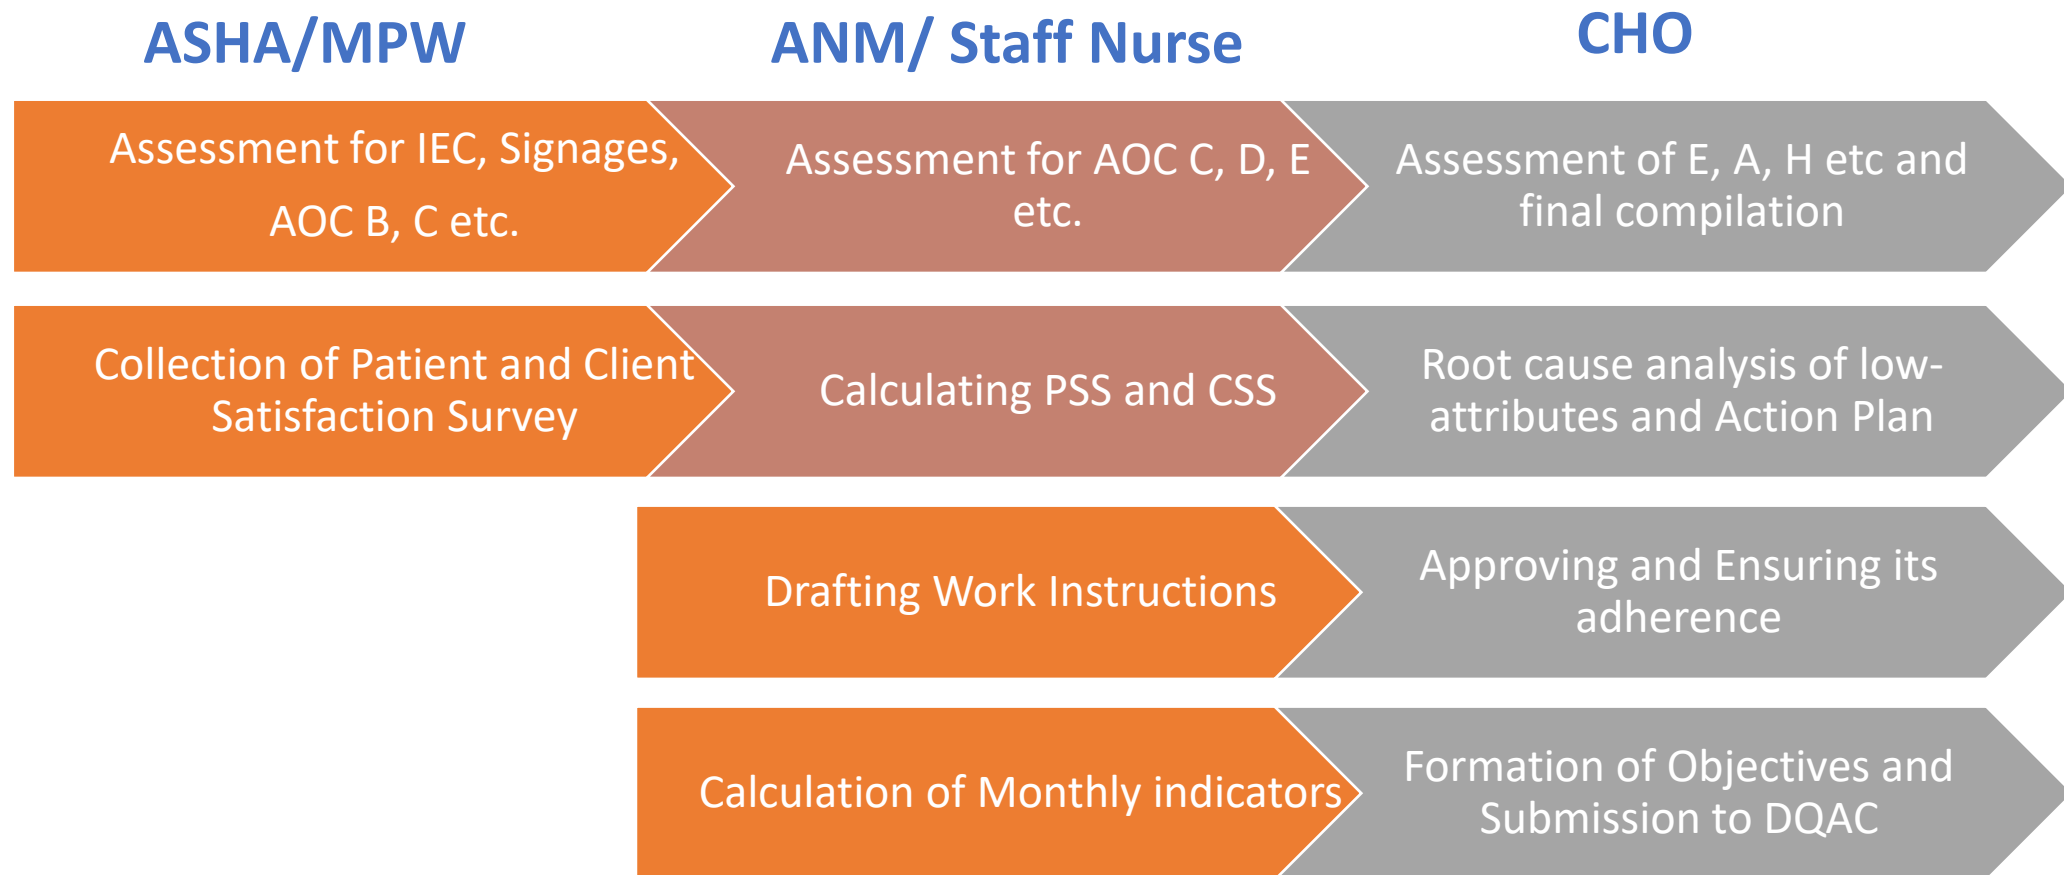 ASHA/MPW
ANM/ Staff Nurse
CHO
Assessment for IEC, Signages,
AOC B, C etc.
Assessment for AOC C, D, E
etc.
Assessment of E, A, H etc and
final compilation
Collection of Patient and Client
Satisfaction Survey
Calculating PSS and CSS
Root cause analysis of low-
attributes and Action Plan
Drafting Work Instructions
Approving and Ensuring its
adherence
Calculation of Monthly indicators
Formation of Objectives and
Submission to DQAC